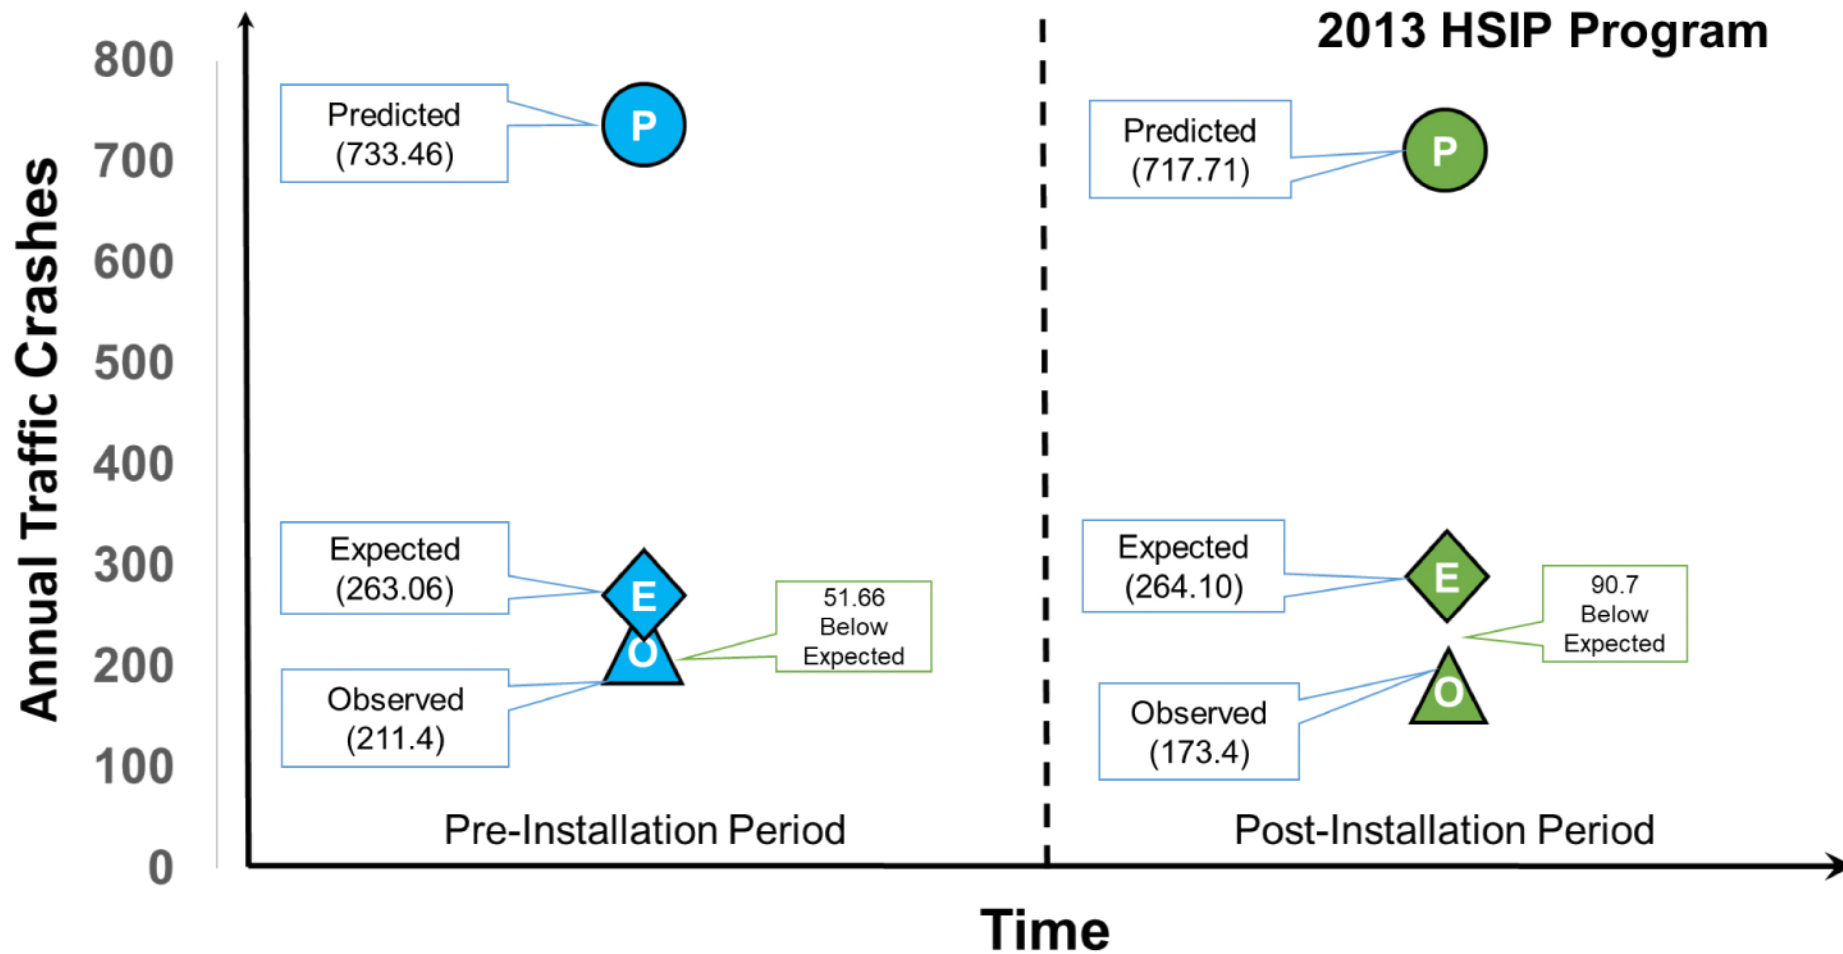 2013 HSIP Program
Annual Traffic Crashes
800
700
600
500
400
300
200
100
0
Predicted
(733.46)
P
Expected
(263.06)
E
51.66
Below
Expected
O
Observed
(211.4)
Pre-Installation Period
Predicted
(717.71)
P
Expected
(264.10)
E
90.7
Below
Expected
O
Observed
(173.4)
Post-Installation Period
Time